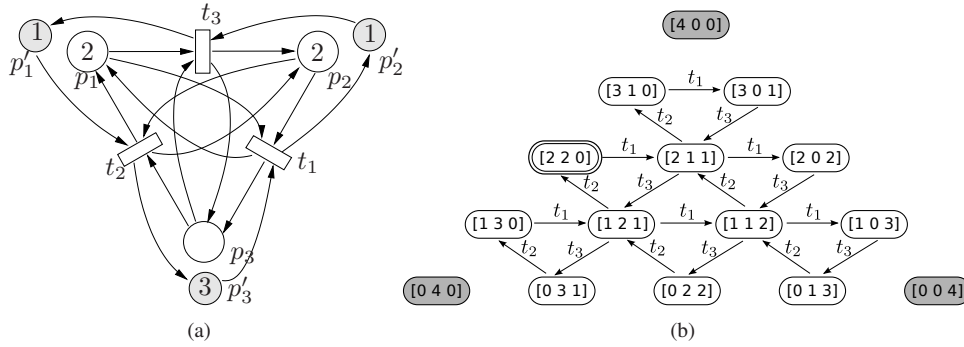 t3
1
1
2
2
p′1
p1
p2
p′2
t2
t1
p3
3
p′3
(a)
[4 0 0]
[3 1 0] t1 [3 0 1]
t2 t3
[2 2 0] t1 [2 1 1] t1 [2 0 2]
t2 t3 t2 t3
[1 3 0] t1 [1 2 1] t1 [1 1 2] t1 [1 0 3]
t2 t3 t2 t3 t2 t3
[0 4 0] [0 3 1] [0 2 2] [0 1 3] [0 0 4]
(b)